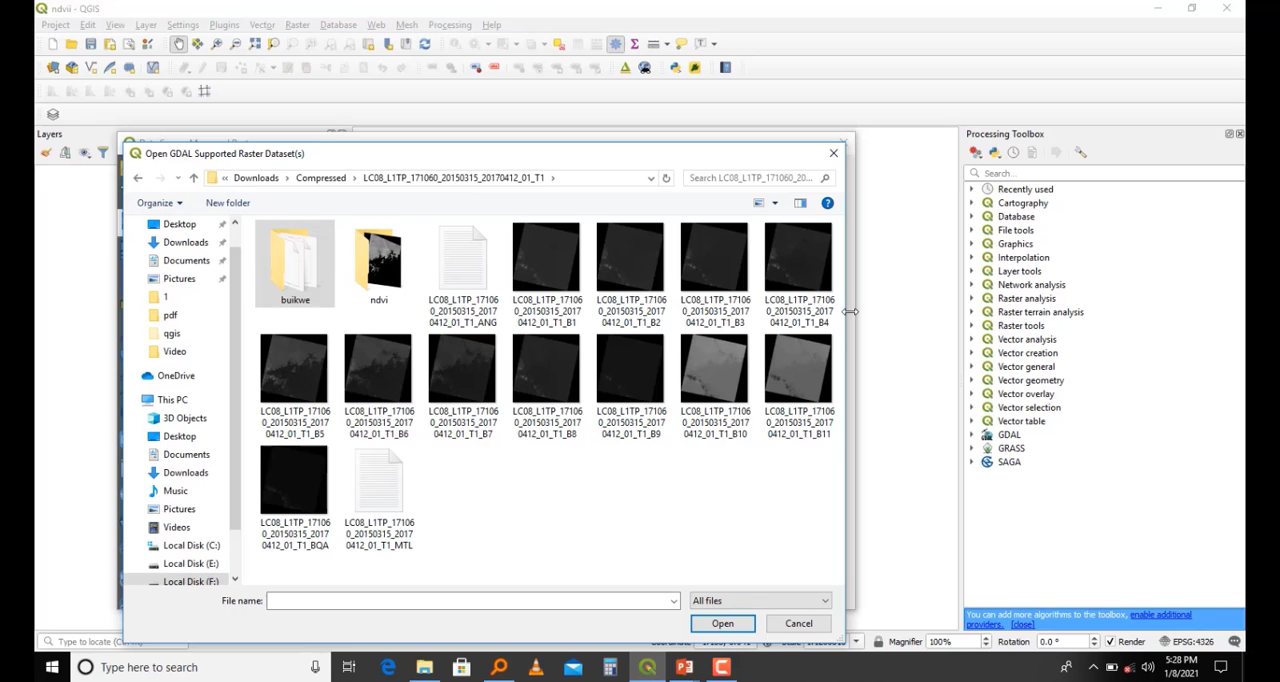 ndvii - QGIS
Project Edit View Layer Settings Plugins Vector Raster Database Web Mesh Processing Help
Layers
Processing Toolbox
Open GDAL Supported Raster Dataset(s)
Downloads Compressed LC08_L1TP_171060_20150315_20170412_01_T1
Search LC08_L1TP_171060_20...
Search...
Organize
New folder
Desktop
Downloads
Documents
Pictures
1
pdf
qgis
Video
OneDrive
This PC
3D Objects
Desktop
Documents
Downloads
Music
Pictures
Videos
Local Disk (C:)
Local Disk (E:)
Local Disk (F:)
buikwe
ndvi
LC08_L1TP_17106
0_20150315_2017
0412_01_T1_ANG
LC08_L1TP_17106
0_20150315_2017
0412_01_T1_B1
LC08_L1TP_17106
0_20150315_2017
0412_01_T1_B2
LC08_L1TP_17106
0_20150315_2017
0412_01_T1_B3
LC08_L1TP_17106
0_20150315_2017
0412_01_T1_B4
LC08_L1TP_17106
0_20150315_2017
0412_01_T1_B5
LC08_L1TP_17106
0_20150315_2017
0412_01_T1_B6
LC08_L1TP_17106
0_20150315_2017
0412_01_T1_B7
LC08_L1TP_17106
0_20150315_2017
0412_01_T1_B8
LC08_L1TP_17106
0_20150315_2017
0412_01_T1_B9
LC08_L1TP_17106
0_20150315_2017
0412_01_T1_B10
LC08_L1TP_17106
0_20150315_2017
0412_01_T1_B11
LC08_L1TP_17106
0_20150315_2017
0412_01_T1_BQA
LC08_L1TP_17106
0_20150315_2017
0412_01_T1_MTL
File name:
All files
Open
Cancel
Recently used
Cartography
Database
File tools
Graphics
Interpolation
Layer tools
Network analysis
Raster analysis
Raster terrain analysis
Raster tools
Vector analysis
Vector creation
Vector general
Vector geometry
Vector overlay
Vector selection
Vector table
GDAL
GRASS
SAGA
You can add more algorithms to the toolbox, enable additional
providers. [close]
Type to locate
Magnifier 100% Rotation 0.0 ° Render EPSG:4326
Type here to search
5:28 PM
1/8/2021